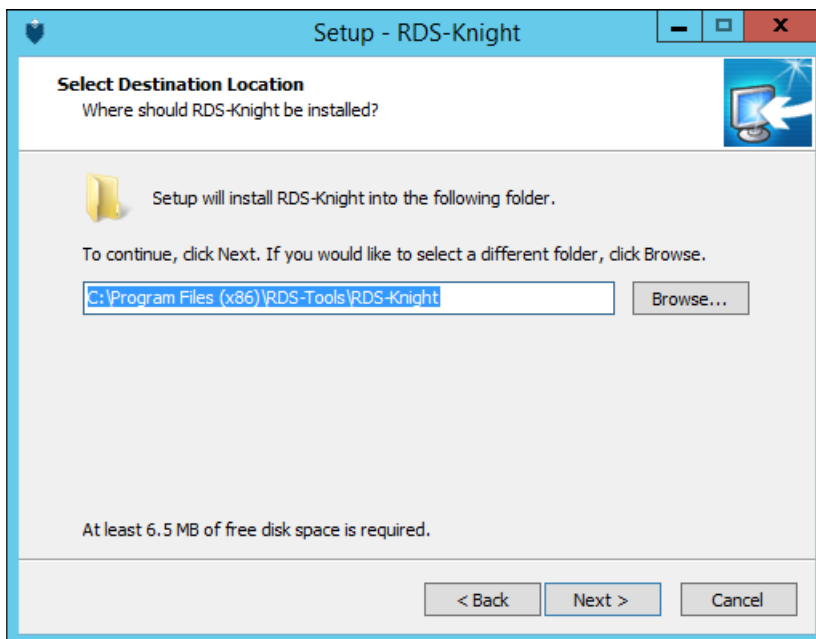 Setup - RDS-Knight
Select Destination Location
Where should RDS-Knight be installed?
Setup will install RDS-Knight into the following folder.
To continue, click Next. If you would like to select a different folder, click Browse.
C:\Program Files (x86)\RDS-Tools\RDS-Knight
Browse...
At least 6.5 MB of free disk space is required.
< Back
Next >
Cancel